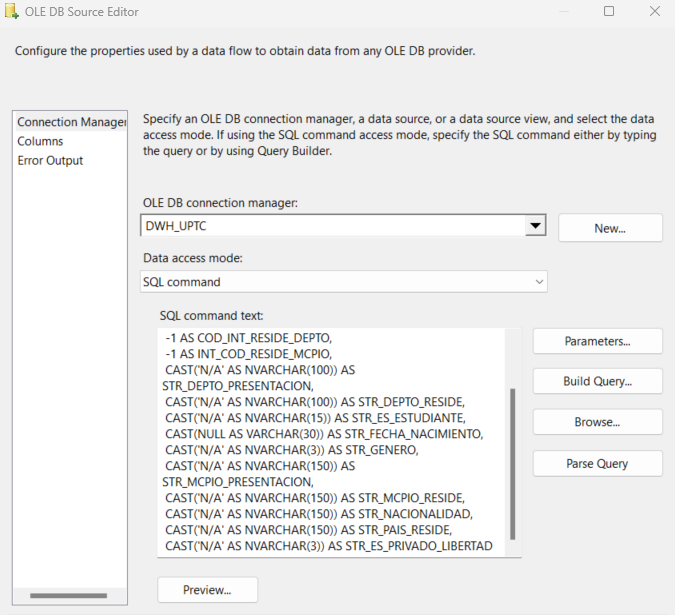 OLE DB Source Editor
Configure the properties used by a data flow to obtain data from any OLE DB provider.
Connection Manager
Columns
Error Output
Specify an OLE DB connection manager, a data source, or a data source view, and select the data
access mode. If using the SQL command access mode, specify the SQL command either by typing
the query or by using Query Builder.
OLE DB connection manager:
DWH_UPTC
New...
Data access mode:
SQL command
SQL command text:
-1 AS COD_INT_RESIDE_DEPTO,
-1 AS INT_COD_RESIDE_MCPIO,
CAST('N/A' AS NVARCHAR(100)) AS
STR_DEPTO_PRESENTACION,
CAST('N/A' AS NVARCHAR(100) AS STR_DEPTO_RESIDE,
CAST('N/A' AS NVARCHAR(15)) AS STR_ES_ESTUDIANTE,
CAST(NULL AS VARCHAR(30)) AS STR_FECHA_NACIMIENTO,
CAST('N/A' AS NVARCHAR(3)) AS STR_GENERO,
CAST('N/A' AS NVARCHAR(150)) AS
STR_MCPIO_PRESENTACION,
CAST('N/A' AS NVARCHAR(150)) AS STR_MCPIO_RESIDE,
CAST('N/A' AS NVARCHAR(150)) AS STR_NACIONALIDAD,
CAST('N/A' AS NVARCHAR(150)) AS STR_PAIS_RESIDE,
CAST('N/A' AS NVARCHAR(3)) AS STR_ES_PRIVADO_LIBERTAD
Parameters...
Build Query...
Browse...
Parse Query
Preview...